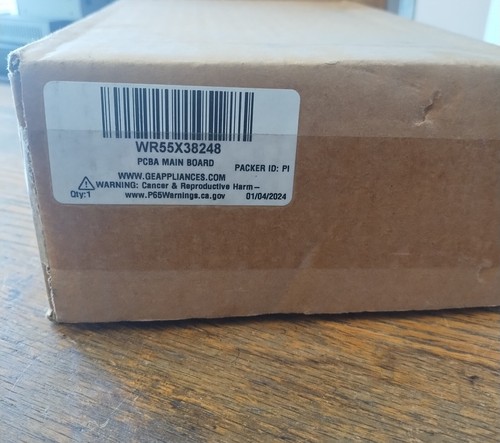 WR55X38248
PCBA MAIN BOARD
PACKER ID: PI
WWW.GEAPPLIANCES.COM
WARNING: Cancer & Reproductive Harm—
Qty:1 www.P65Warnings.ca.gov 01/04/2024